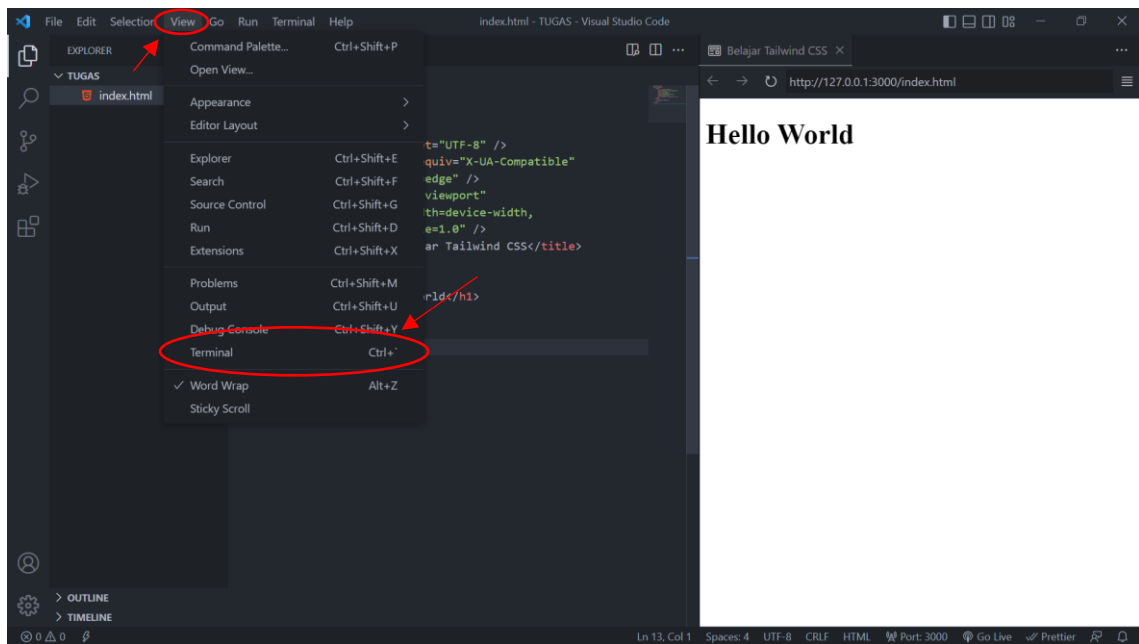 File Edit Selection View Go Run Terminal Help
index.html - TUGAS - Visual Studio Code
EXPLORER
TUGAS
index.html
Command Palette... Ctrl+Shift+P
Open View...
Appearance
Editor Layout
Explorer Ctrl+Shift+E
Search Ctrl+Shift+F
Source Control Ctrl+Shift+G
Run Ctrl+Shift+D
Extensions Ctrl+Shift+X
Problems Ctrl+Shift+M
Output Ctrl+Shift+U
Debug Console Ctrl+Shift+Y
Terminal Ctrl+`
Word Wrap Alt+Z
Sticky Scroll
t="UTF-8" />
quiv="X-UA-Compatible"
edge" />
viewport"
th=device-width,
e=1.0" />
ar Tailwind CSS</title>
rld</h1>
Belajar Tailwind CSS
http://127.0.0.1:3000/index.html
Hello World
OUTLINE
TIMELINE
0 0 Ln 13, Col 1 Spaces: 4 UTF-8 CRLF HTML Port: 3000 Go Live Prettier